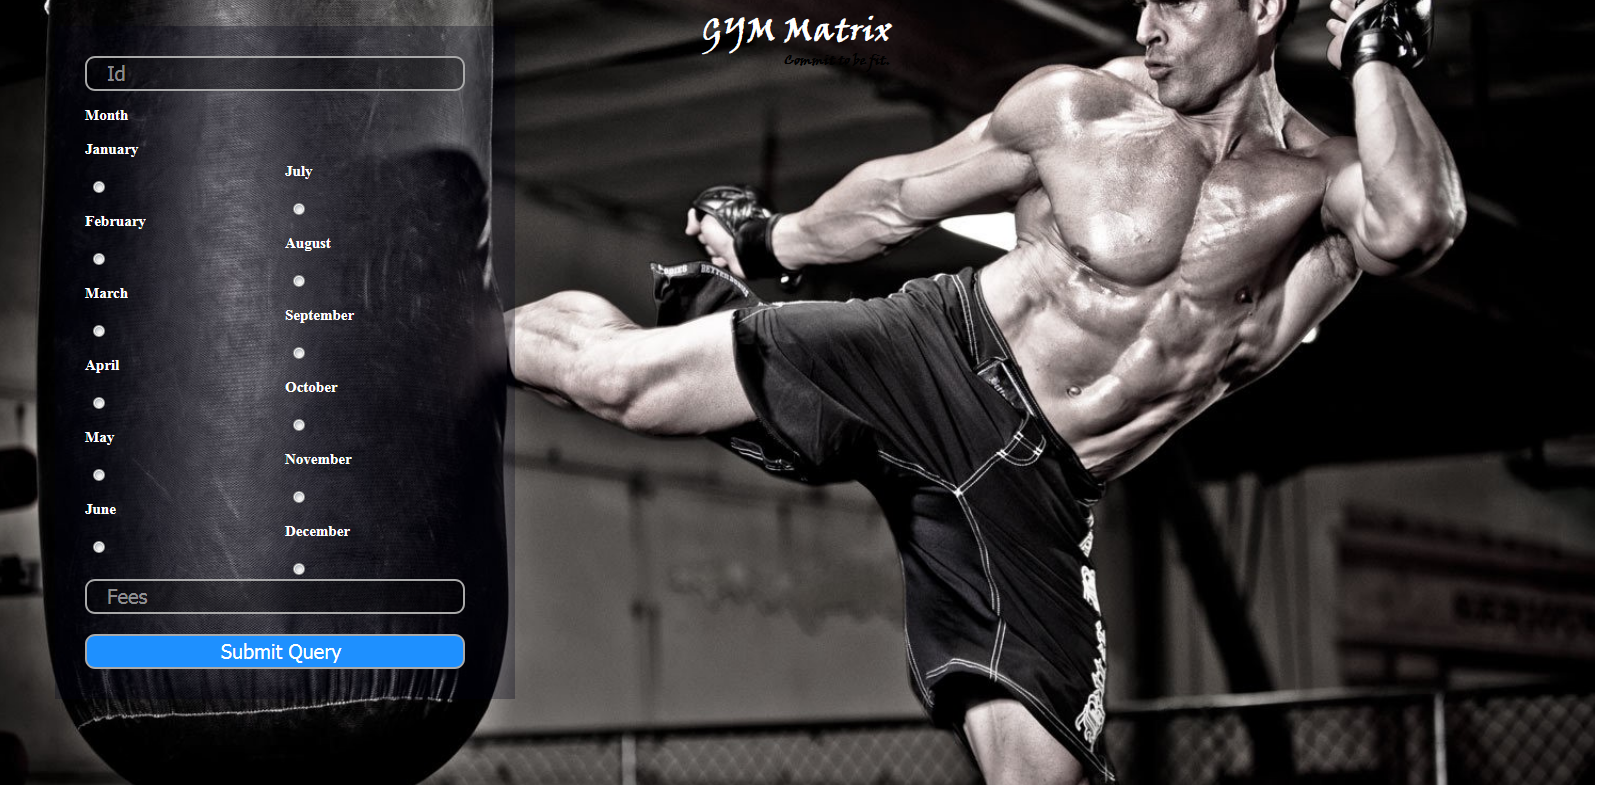 GYM Matrix
Commit to be fit.
Id
Month
January
February
March
April
May
June
July
August
September
October
November
December
Fees
Submit Query